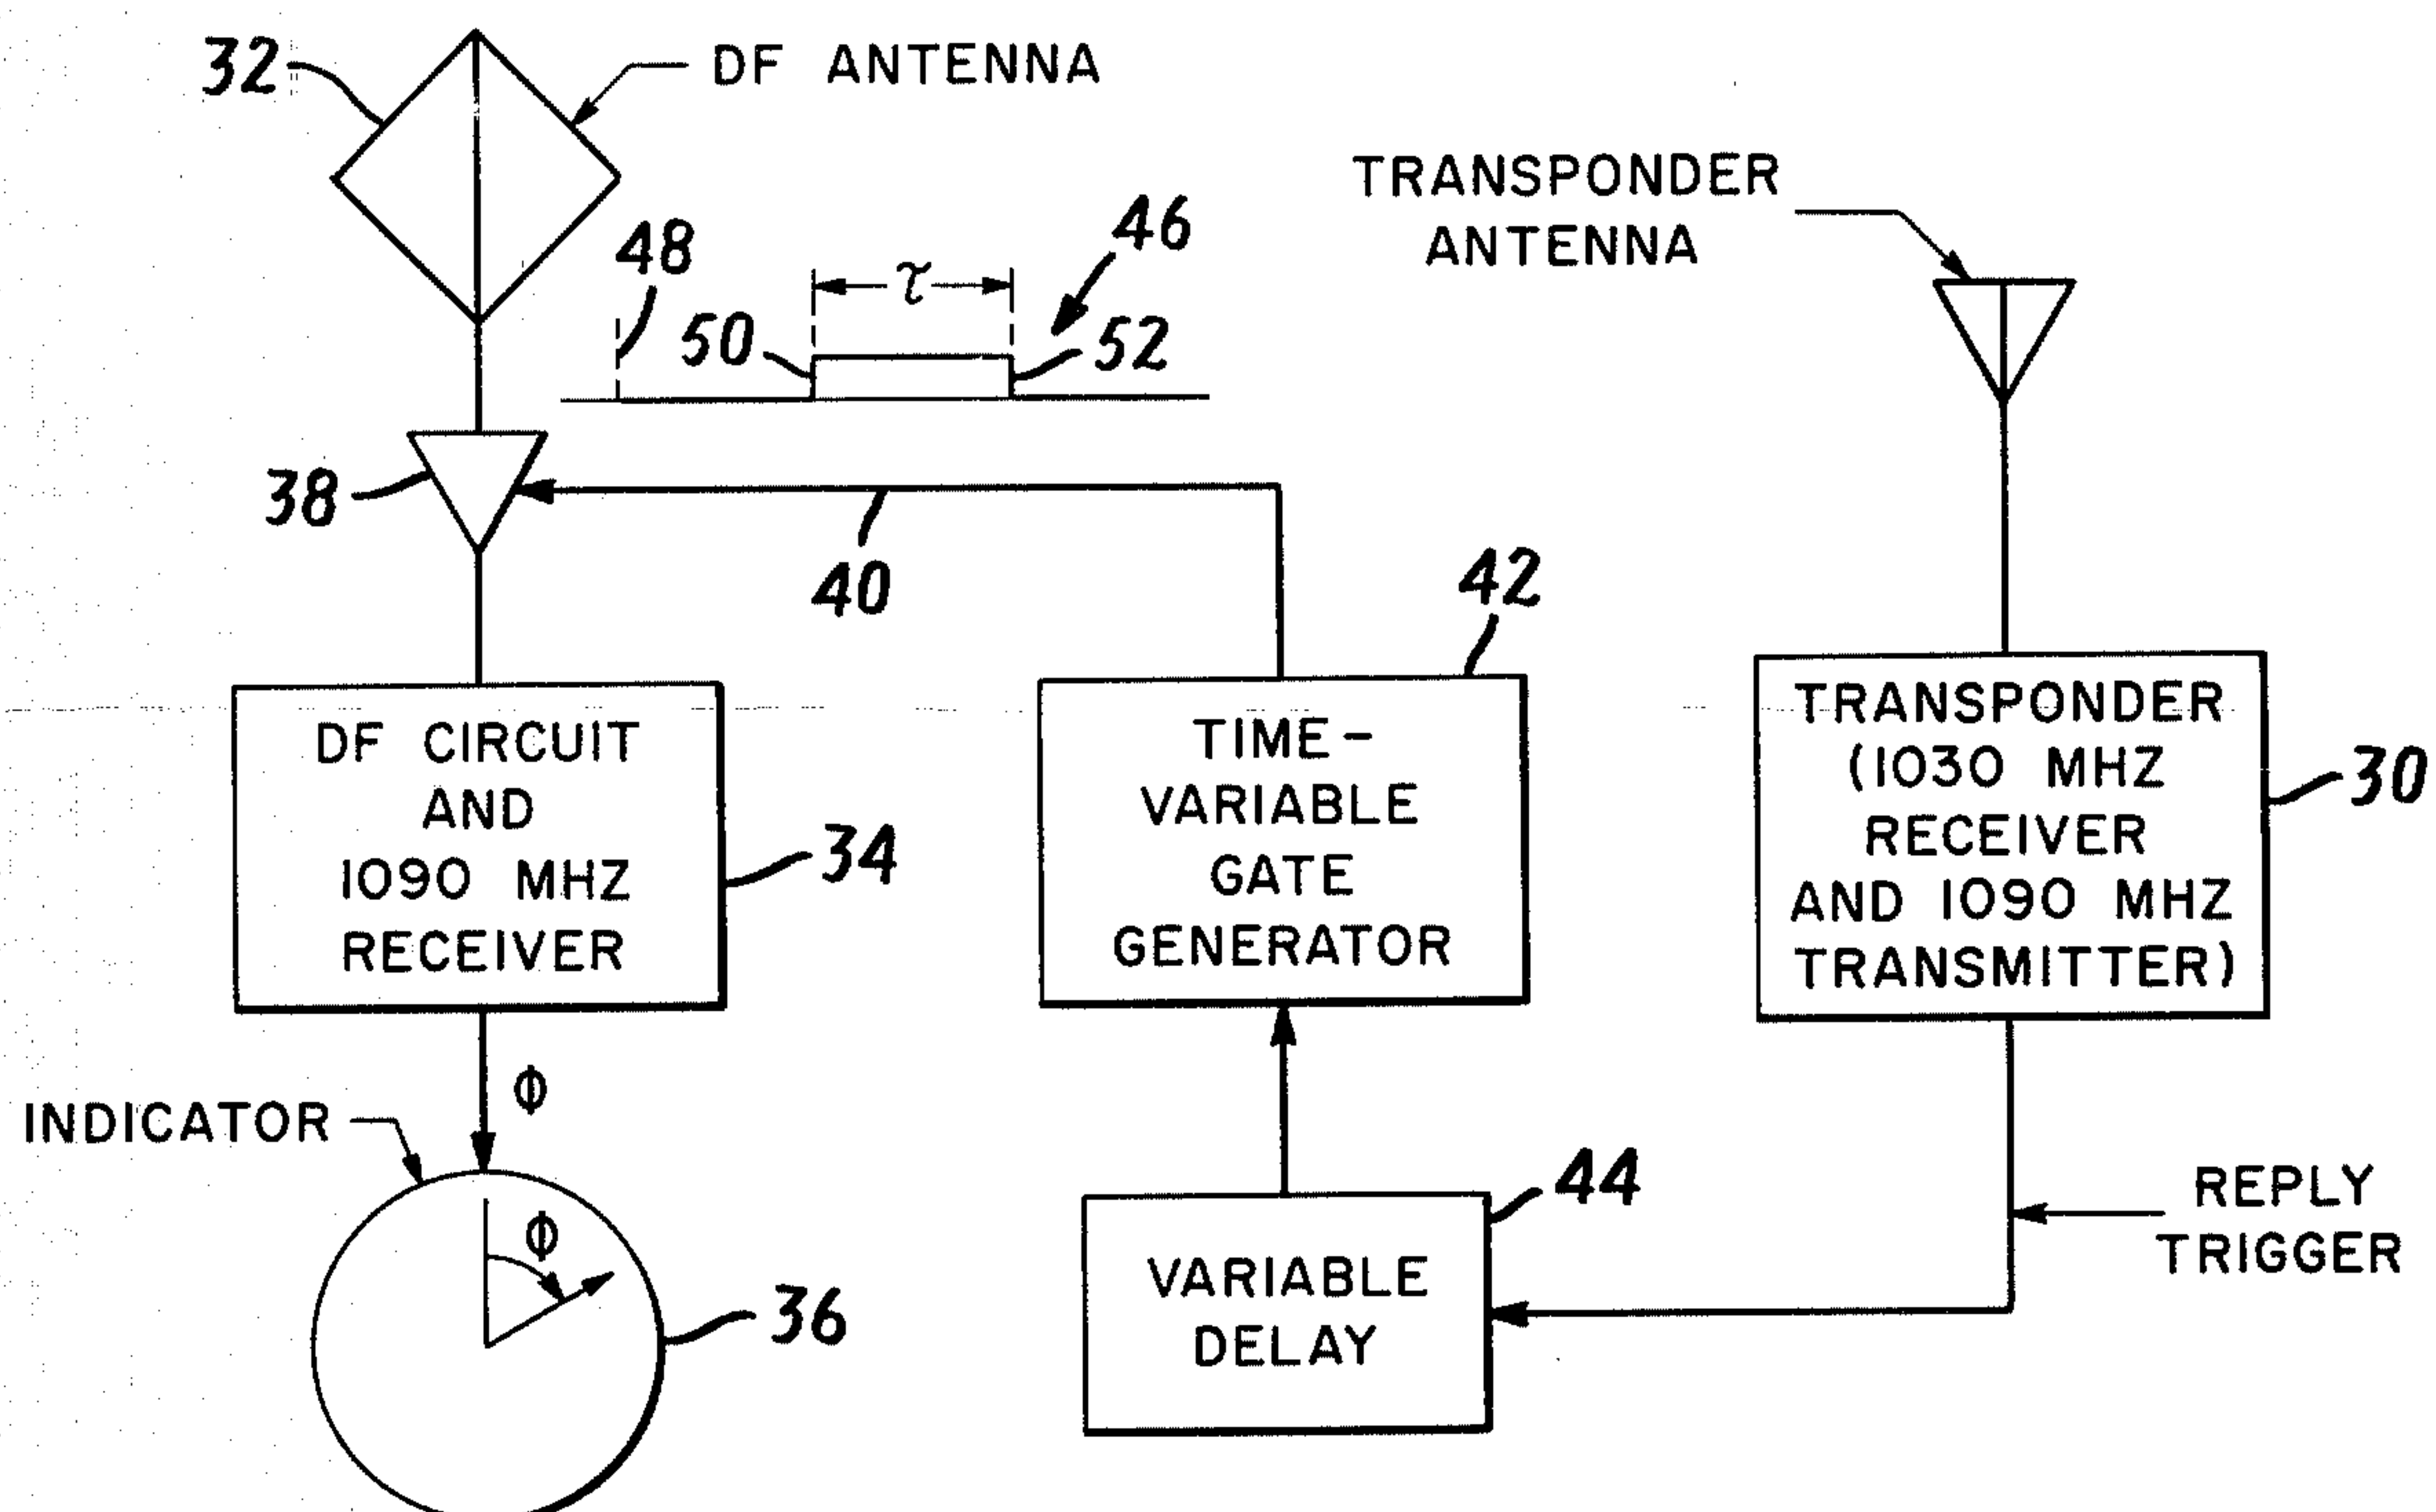 32
DF ANTENNA
TRANSPONDER
ANTENNA
48
46
τ
50
52
38
40
42
DF CIRCUIT
AND
1090 MHZ
RECEIVER
34
TIME-
VARIABLE
GATE
GENERATOR
TRANSPONDER
(1030 MHZ
RECEIVER
AND 1090 MHZ
TRANSMITTER)
30
ϕ
INDICATOR
ϕ
36
44
VARIABLE
DELAY
REPLY
TRIGGER